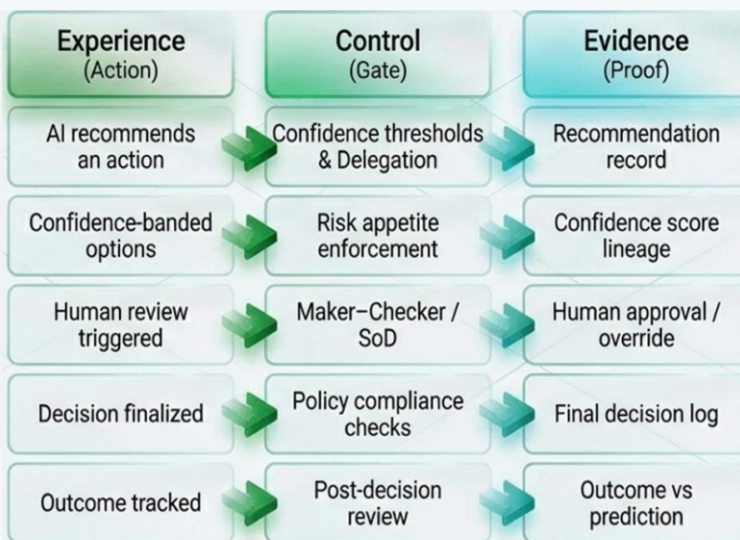 Experience
(Action)
Control
(Gate)
Evidence
(Proof)
AI recommends
an action
Confidence thresholds
& Delegation
Recommendation
record
Confidence-banded
options
Risk appetite
enforcement
Confidence score
lineage
Human review
triggered
Maker–Checker /
SoD
Human approval /
override
Decision finalized
Policy compliance
checks
Final decision log
Outcome tracked
Post-decision
review
Outcome vs
prediction